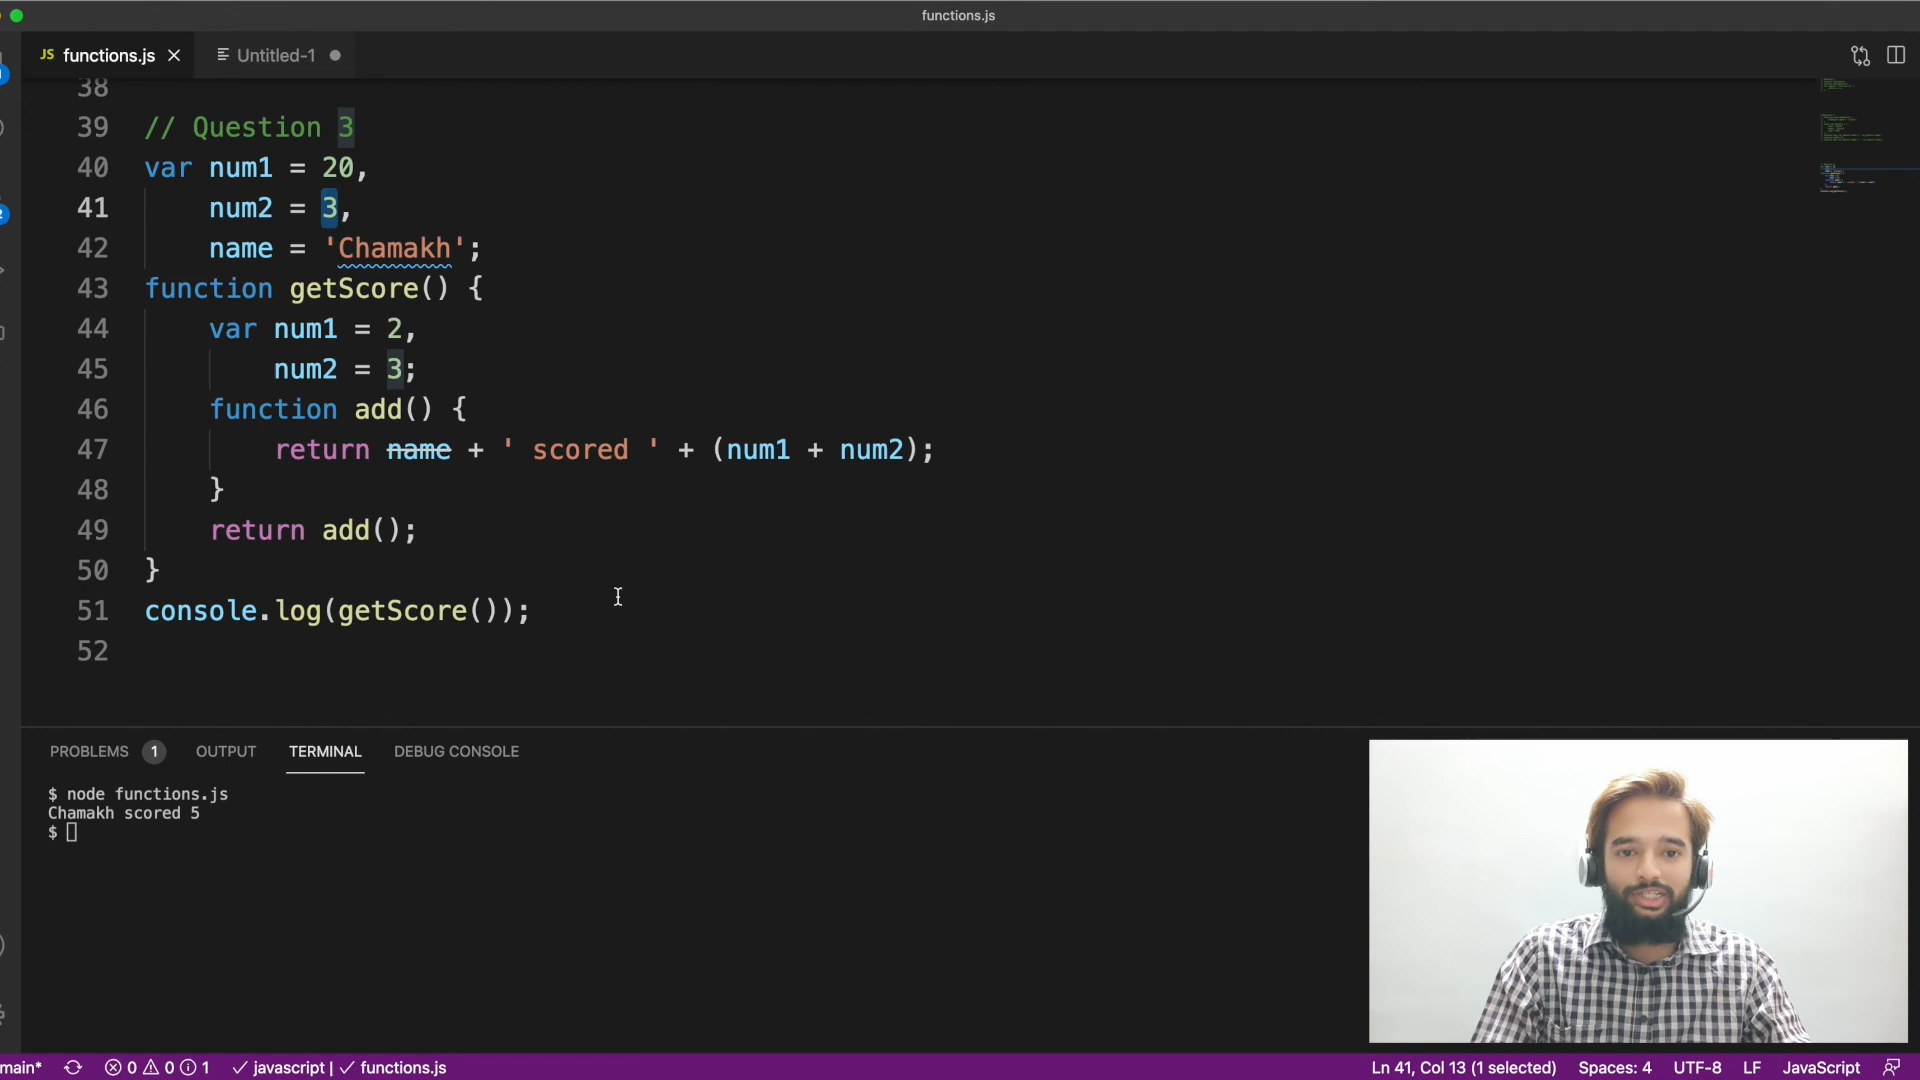 functions.js
JS functions.js
Untitled-1
38
39 // Question 3
40 var num1 = 20,
41 num2 = 3,
42 name = 'Chamakh';
43 function getScore() {
44 var num1 = 2,
45 num2 = 3;
46 function add() {
47 return name + ' scored ' + (num1 + num2);
48 }
49 return add();
50 }
51 console.log(getScore());
52
PROBLEMS 1 OUTPUT TERMINAL DEBUG CONSOLE
$ node functions.js
Chamakh scored 5
$
main* 0 0 1 javascript | functions.js Ln 41, Col 13 (1 selected) Spaces: 4 UTF-8 LF JavaScript